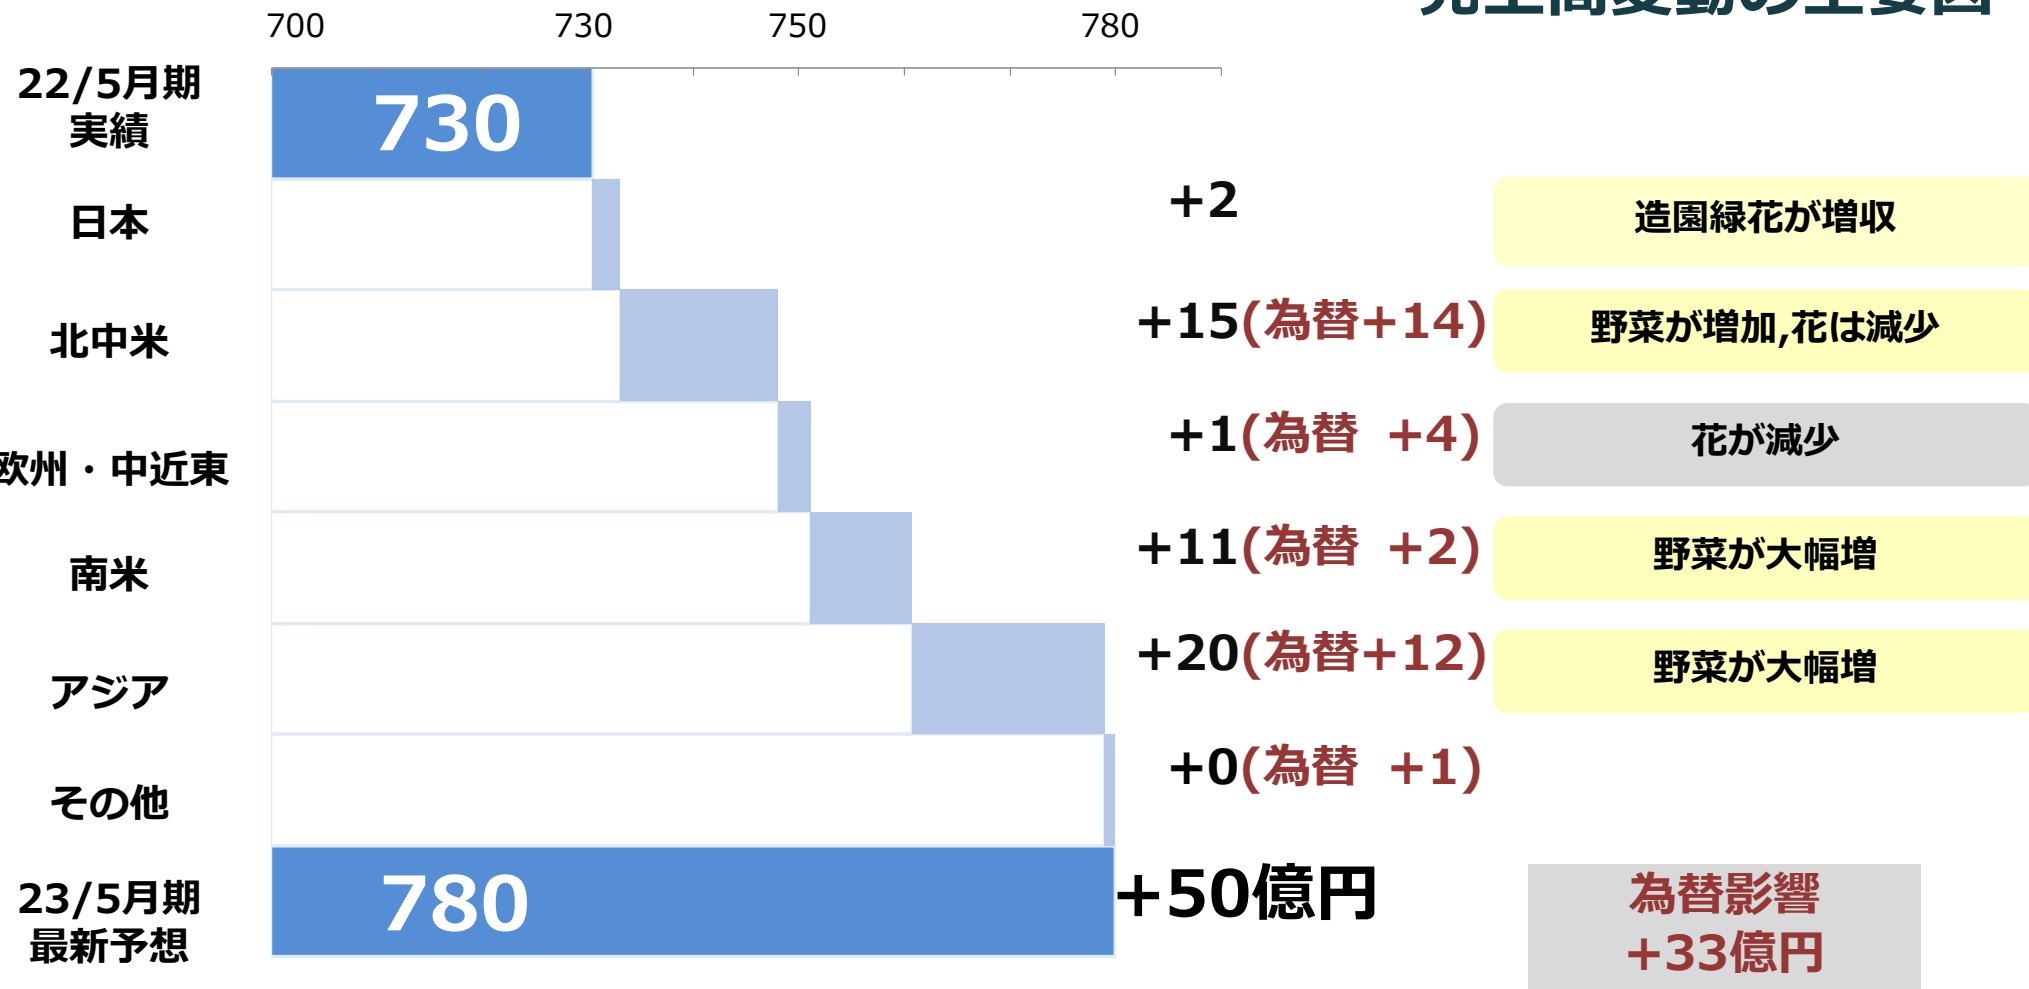 700 730 750 780
22/5月期
実績
730
日本
+2
造園緑花が増収
北中米
+15(為替+14)
野菜が増加,花は減少
欧州・中近東
+1(為替 +4)
花が減少
南米
+11(為替 +2)
野菜が大幅増
アジア
+20(為替+12)
野菜が大幅増
その他
+0(為替 +1)
23/5月期
最新予想
780
+50億円
為替影響
+33億円